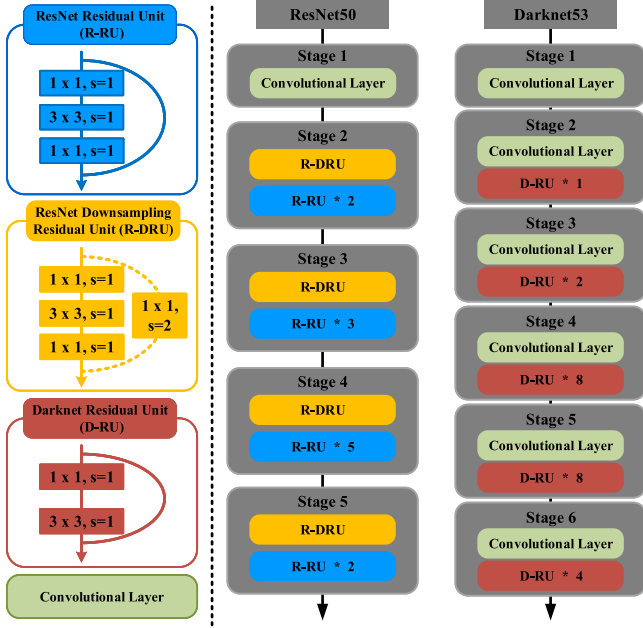 ResNet Residual Unit
(R-RU)
1 x 1, s=1
3 x 3, s=1
1 x 1, s=1
ResNet Downsampling
Residual Unit (R-DRU)
1 x 1, s=1
3 x 3, s=1
1 x 1, s=1
1 x 1,
s=2
Darknet Residual Unit
(D-RU)
1 x 1, s=1
3 x 3, s=1
Convolutional Layer
ResNet50
Stage 1
Convolutional Layer
Stage 2
R-DRU
R-RU * 2
Stage 3
R-DRU
R-RU * 3
Stage 4
R-DRU
R-RU * 5
Stage 5
R-DRU
R-RU * 2
Darknet53
Stage 1
Convolutional Layer
Stage 2
Convolutional Layer
D-RU * 1
Stage 3
Convolutional Layer
D-RU * 2
Stage 4
Convolutional Layer
D-RU * 8
Stage 5
Convolutional Layer
D-RU * 8
Stage 6
Convolutional Layer
D-RU * 4